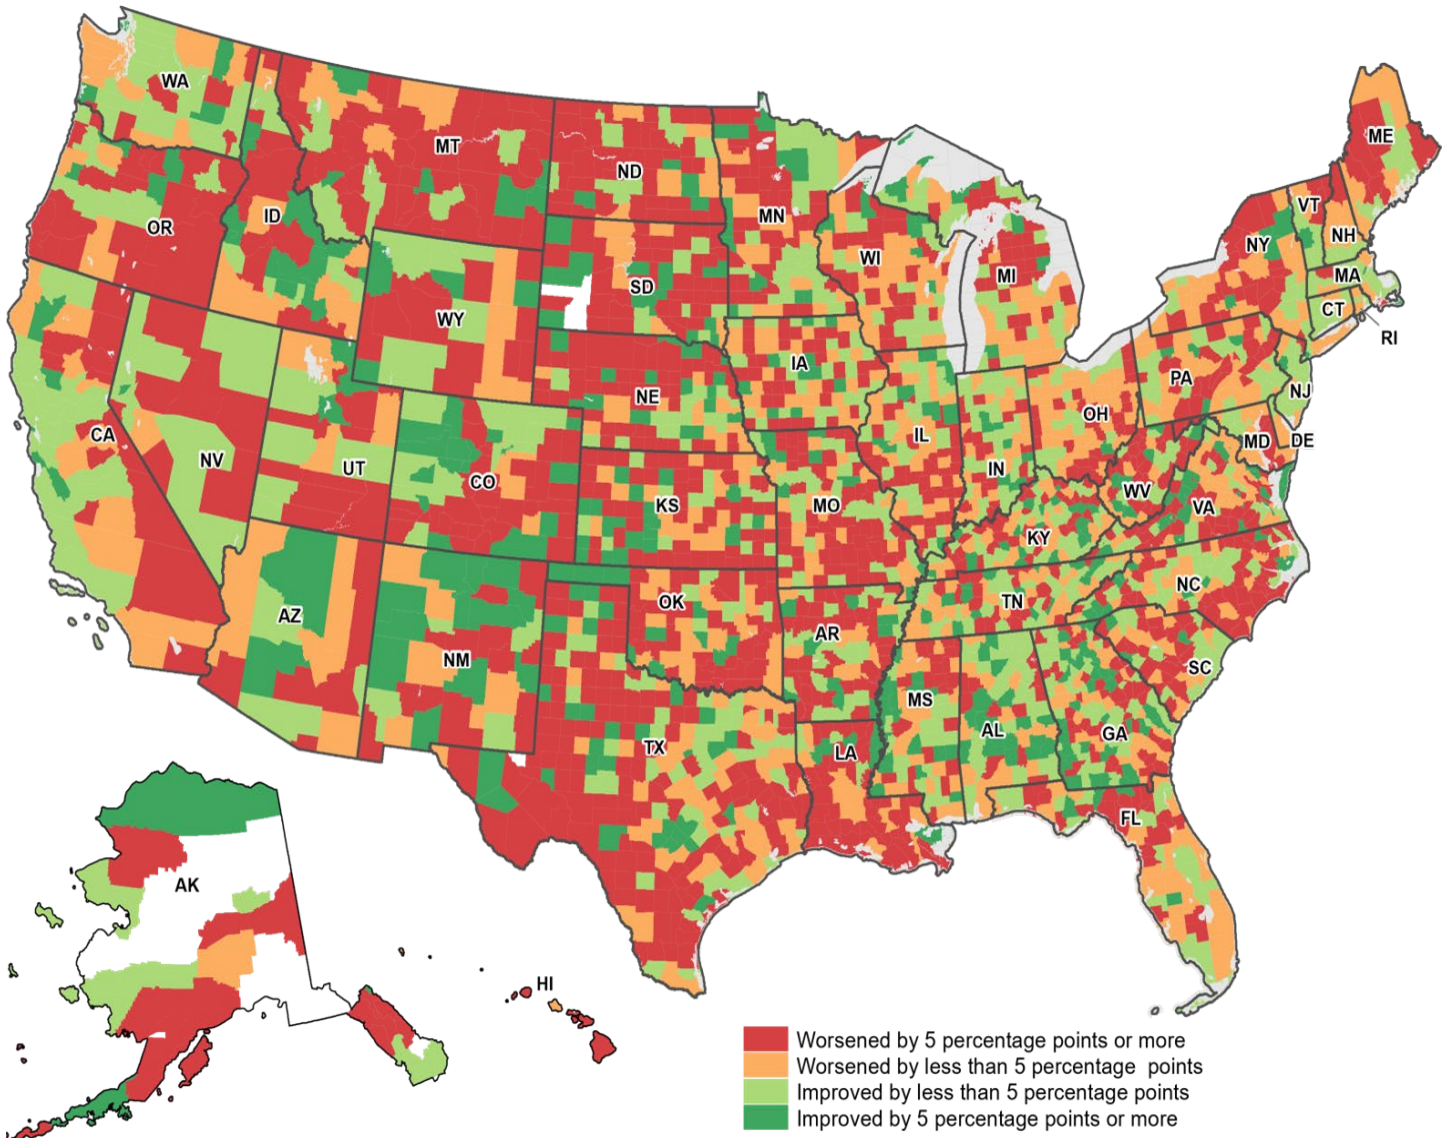 WA
MT
ND
MN
ME
OR
ID
SD
WI
MI
NY
VT
NH
MA
CT
RI
WY
IA
NE
PA
NJ
CA
NV
UT
CO
IL
IN
OH
MD
DE
KS
MO
WV
VA
KY
AZ
NM
OK
AR
TN
NC
SC
MS
AL
GA
TX
LA
FL
AK
HI
Worsened by 5 percentage points or more
Worsened by less than 5 percentage points
Improved by less than 5 percentage points
Improved by 5 percentage points or more